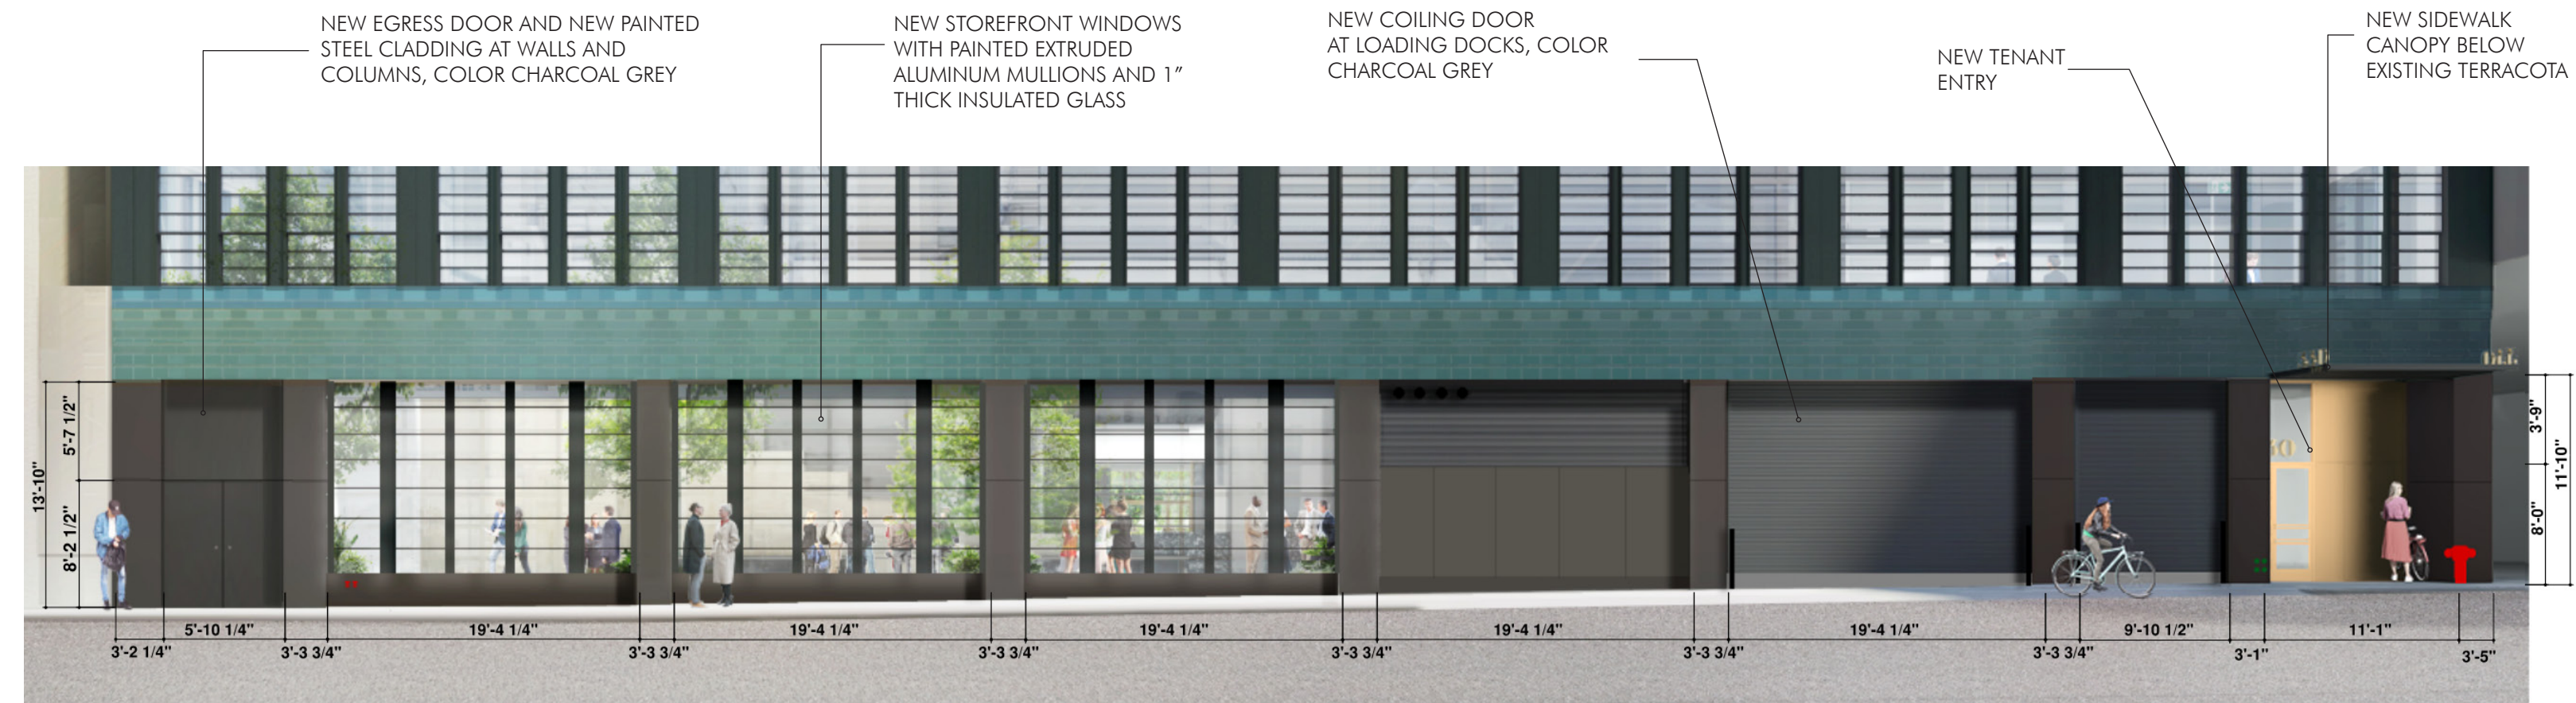 NEW EGRESS DOOR AND NEW PAINTED
STEEL CLADDING AT WALLS AND
COLUMNS, COLOR CHARCOAL GREY
NEW STOREFRONT WINDOWS
WITH PAINTED EXTRUDED
ALUMINUM MULLIONS AND 1"
THICK INSULATED GLASS
NEW COILING DOOR
AT LOADING DOCKS, COLOR
CHARCOAL GREY
NEW TENANT
ENTRY
NEW SIDEWALK
CANOPY BELOW
EXISTING TERRACOTA
13'-10"
5'-7 1/2"
8'-2 1/2"
3'-9"
8'-0"
11'-10"
5'-10 1/4"
19'-4 1/4"
19'-4 1/4"
19'-4 1/4"
19'-4 1/4"
19'-4 1/4"
9'-10 1/2"
11'-1"
3'-2 1/4"
3'-3 3/4"
3'-3 3/4"
3'-3 3/4"
3'-3 3/4"
3'-3 3/4"
3'-3 3/4"
3'-1"
3'-5"